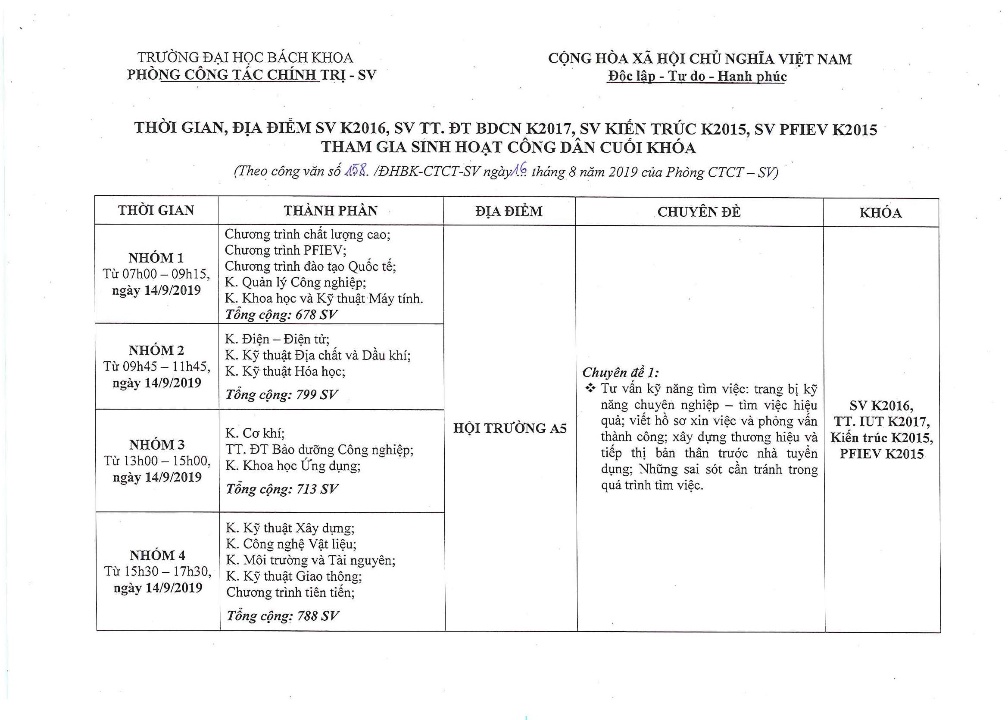 TRƯỜNG ĐẠI HỌC BÁCH KHOA
PHÒNG CÔNG TÁC CHÍNH TRỊ - SV
CỘNG HÒA XÃ HỘI CHỦ NGHĨA VIỆT NAM
Độc lập - Tự do - Hạnh phúc
THỜI GIAN, ĐỊA ĐIỂM SV K2016, SV TT. ĐT BDCN K2017, SV KIẾN TRÚC K2015, SV PFIEV K2015
THAM GIA SINH HOẠT CÔNG DÂN CUỐI KHÓA
(Theo công văn số 158. /ĐHBK-CTCT-SV ngày 16 tháng 8 năm 2019 của Phòng CTCT – SV)
THỜI GIAN
THÀNH PHẦN
ĐỊA ĐIỂM
CHUYÊN ĐỀ
KHÓA
NHÓM 1
Từ 07h00 – 09h15,
ngày 14/9/2019
Chương trình chất lượng cao;
Chương trình PFIEV;
Chương trình đào tạo Quốc tế;
K. Quản lý Công nghiệp;
K. Khoa học và Kỹ thuật Máy tính.
Tổng cộng: 678 SV
NHÓM 2
Từ 09h45 – 11h45,
ngày 14/9/2019
K. Điện – Điện tử;
K. Kỹ thuật Địa chất và Dầu khí;
K. Kỹ thuật Hóa học;
Tổng cộng: 799 SV
NHÓM 3
Từ 13h00 – 15h00,
ngày 14/9/2019
K. Cơ khí;
TT. ĐT Bảo dưỡng Công nghiệp;
K. Khoa học Ứng dụng;
Tổng cộng: 713 SV
NHÓM 4
Từ 15h30 – 17h30,
ngày 14/9/2019
K. Kỹ thuật Xây dựng;
K. Công nghệ Vật liệu;
K. Môi trường và Tài nguyên;
K. Kỹ thuật Giao thông;
Chương trình tiên tiến;
Tổng cộng: 788 SV
HỘI TRƯỜNG A5
Chuyên đề 1:
❖ Tư vấn kỹ năng tìm việc: trang bị kỹ
năng chuyên nghiệp – tìm việc hiệu
quả; viết hồ sơ xin việc và phỏng vấn
thành công; xây dựng thương hiệu và
tiếp thị bản thân trước nhà tuyển
dụng; Những sai sót cần tránh trong
quá trình tìm việc.
SV K2016,
TT. IUT K2017,
Kiến trúc K2015,
PFIEV K2015